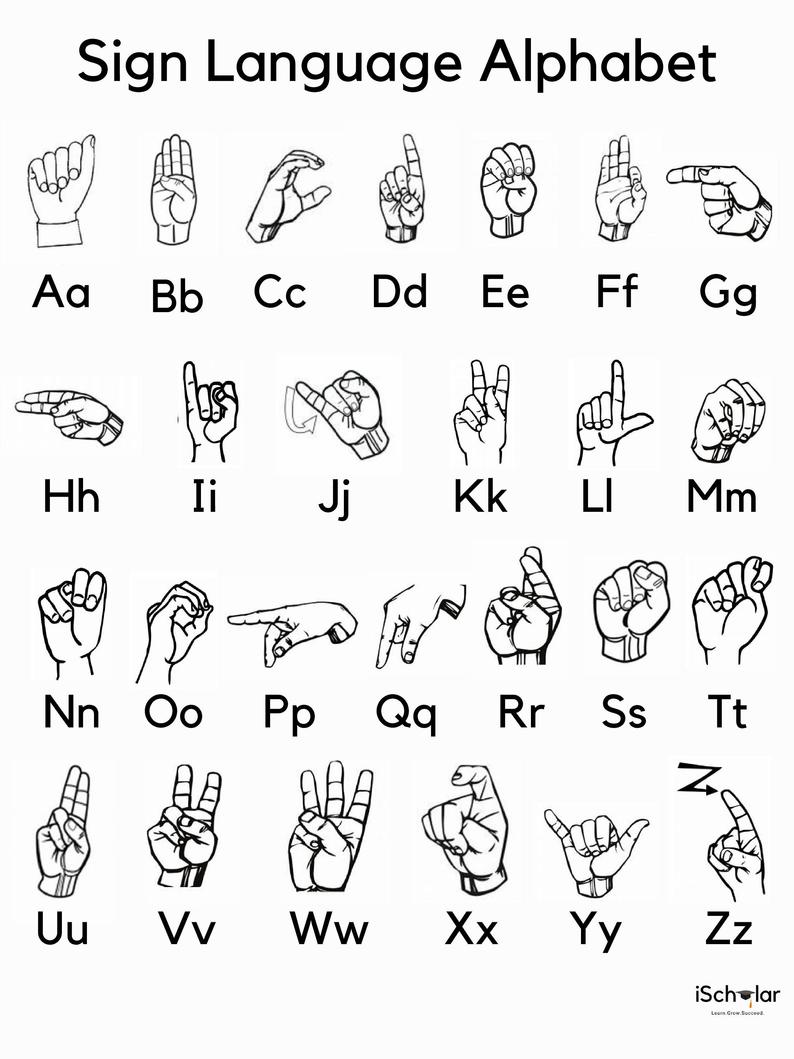 Sign Language Alphabet
Aa Bb Cc Dd Ee Ff Gg
Hh Ii Jj Kk Ll Mm
Nn Oo Pp Qq Rr Ss Tt
Z
Uu Vv Ww Xx Yy Zz
iScholar
Learn.Grow.Succeed.